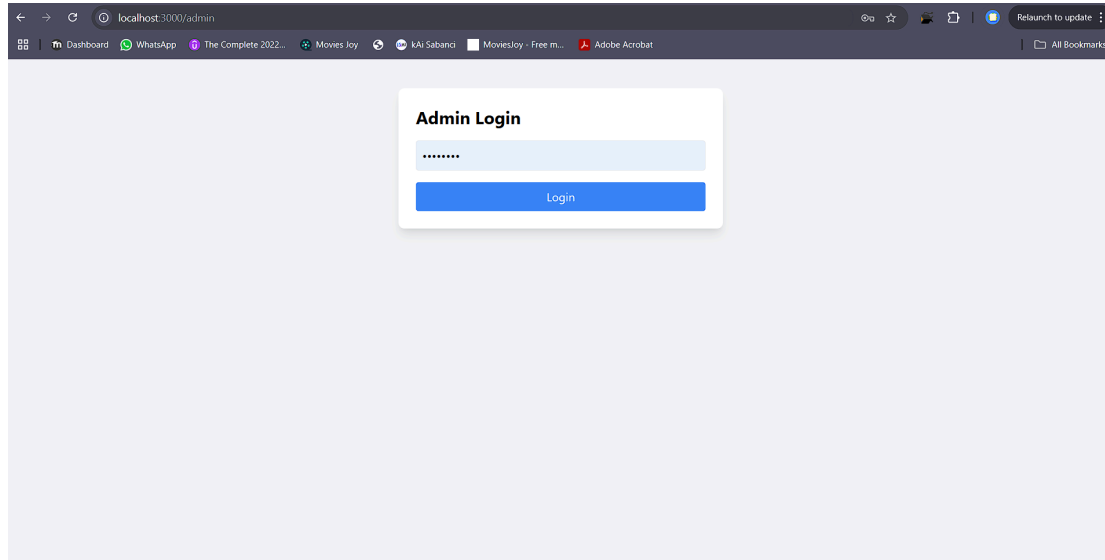 localhost:3000/admin
Relaunch to update
Dashboard WhatsApp The Complete 2022... Movies Joy kAi Sabanci MoviesJoy - Free m... Adobe Acrobat All Bookmarks
Admin Login
••••••••
Login